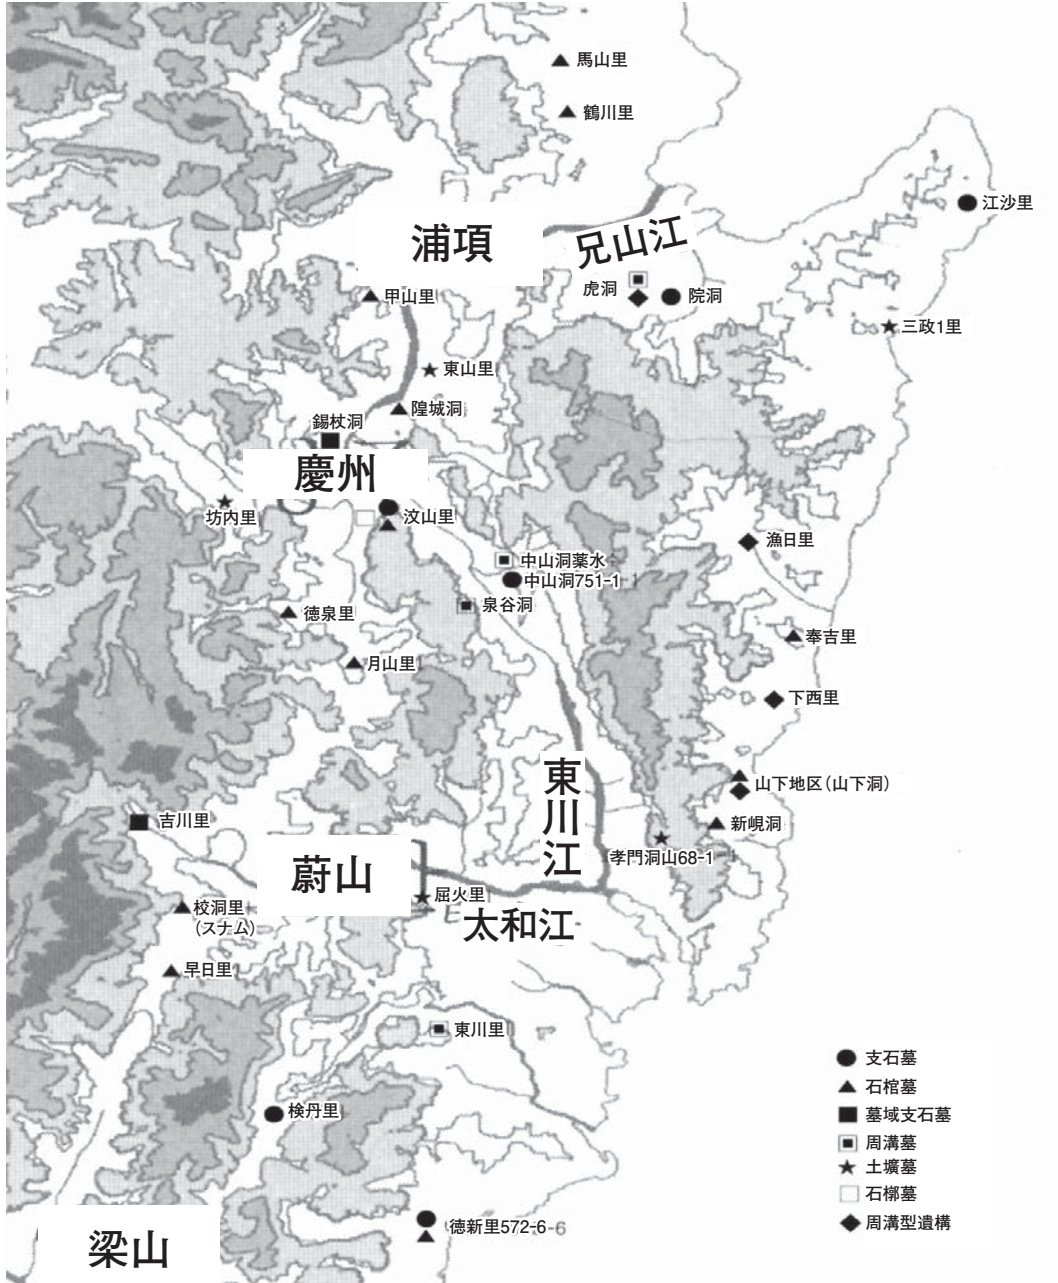 馬山里
鶴川里
江沙里
浦項
兄山江
虎洞
院洞
甲山里
三政1里
東山里
隍城洞
錫杖洞
慶州
坊内里
汶山里
漁日里
中山洞薬水
中山洞751-1
泉谷洞
徳泉里
奉吉里
月山里
下西里
東川江
山下地区(山下洞)
吉川里
新峴洞
孝門洞山68-1
蔚山
屈火里
校洞里
(スナム)
太和江
早日里
東川里
検丹里
徳新里572-6
梁山
支石墓
石棺墓
墓域支石墓
周溝墓
土壙墓
石槨墓
周溝型遺構